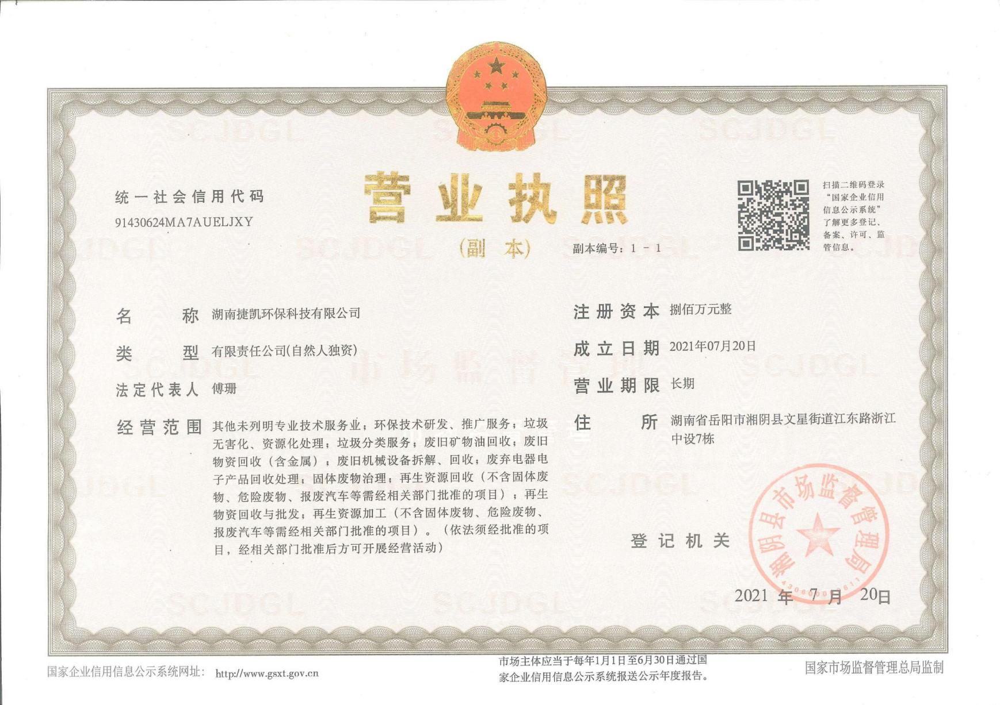 统一社会信用代码
91430624MA7AUELJXY
营业执照
(副 本)
副本编号：1 - 1
扫描二维码登录
“国家企业信用
信息公示系统”
了解更多登记、
备案、许可、监
管信息。
名 称 湖南捷凯环保科技有限公司
类 型 有限责任公司(自然人独资)
法定代表人 傅珊
经营范围 其他未列明专业技术服务业；环保技术研发、推广服务；垃圾
无害化、资源化处理；垃圾分类服务；废旧矿物油回收；废旧
物资回收（含金属）；废旧机械设备拆解、回收；废弃电器电
子产品回收处理；固体废物治理；再生资源回收（不含固体废
物、危险废物、报废汽车等需经相关部门批准的项目）；再生
物资回收与批发；再生资源加工（不含固体废物、危险废物、
报废汽车等需经相关部门批准的项目）。（依法须经批准的项
目，经相关部门批准后方可开展经营活动）
注册资本 捌佰万元整
成立日期 2021年07月20日
营业期限 长期
住 所 湖南省岳阳市湘阴县文星街道江东路浙江
中设7栋
登记机关
湘阴县市场监督管理局
2021 年 7 月 20日
国家企业信用信息公示系统网址： http://www.gsxt.gov.cn
市场主体应当于每年1月1日至6月30日通过国
家企业信用信息公示系统报送公示年度报告。
国家市场监督管理总局监制
SCJDGL
市场监督管理